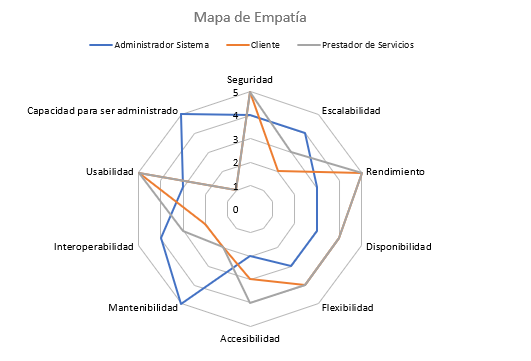 Mapa de Empatía
Administrador Sistema
Cliente
Prestador de Servicios
Seguridad
Escalabilidad
Rendimiento
Disponibilidad
Flexibilidad
Accesibilidad
Mantenibilidad
Interoperabilidad
Usabilidad
Capacidad para ser administrado
5
4
3
2
1
0